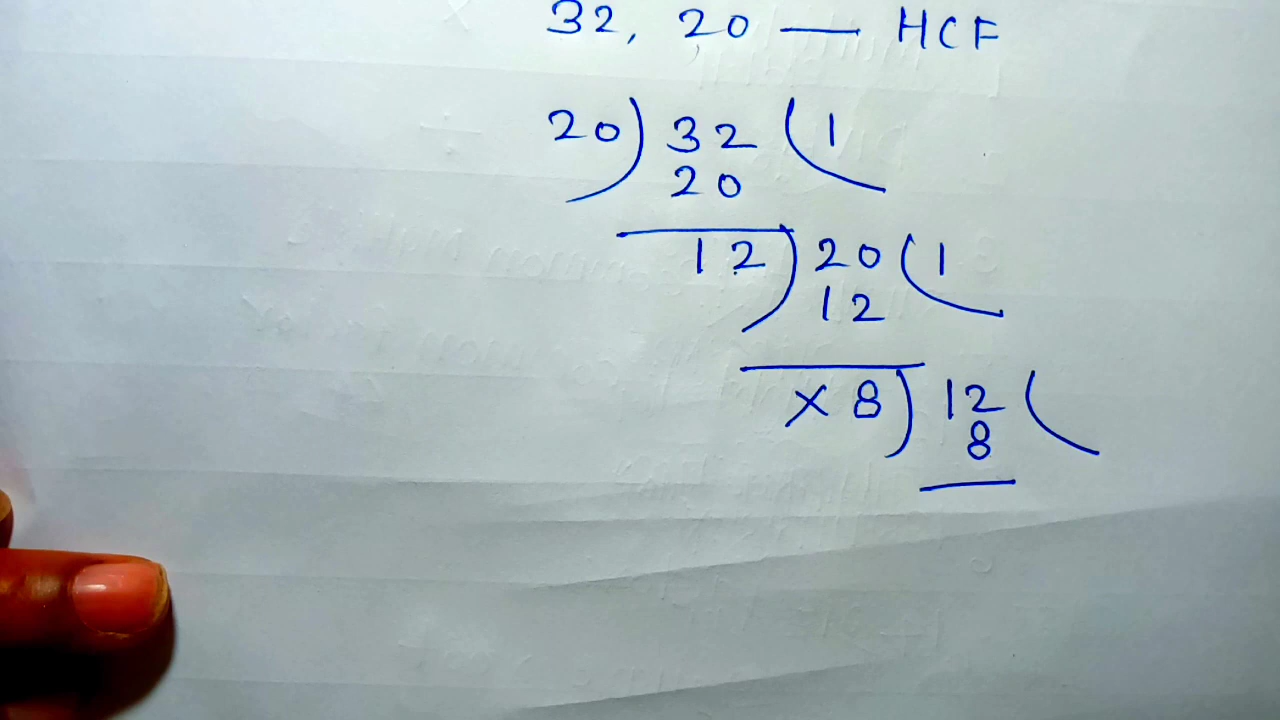 32, 20 — HCF
20) 32 (1
20
12) 20 (1
12
× 8) 12 (
8